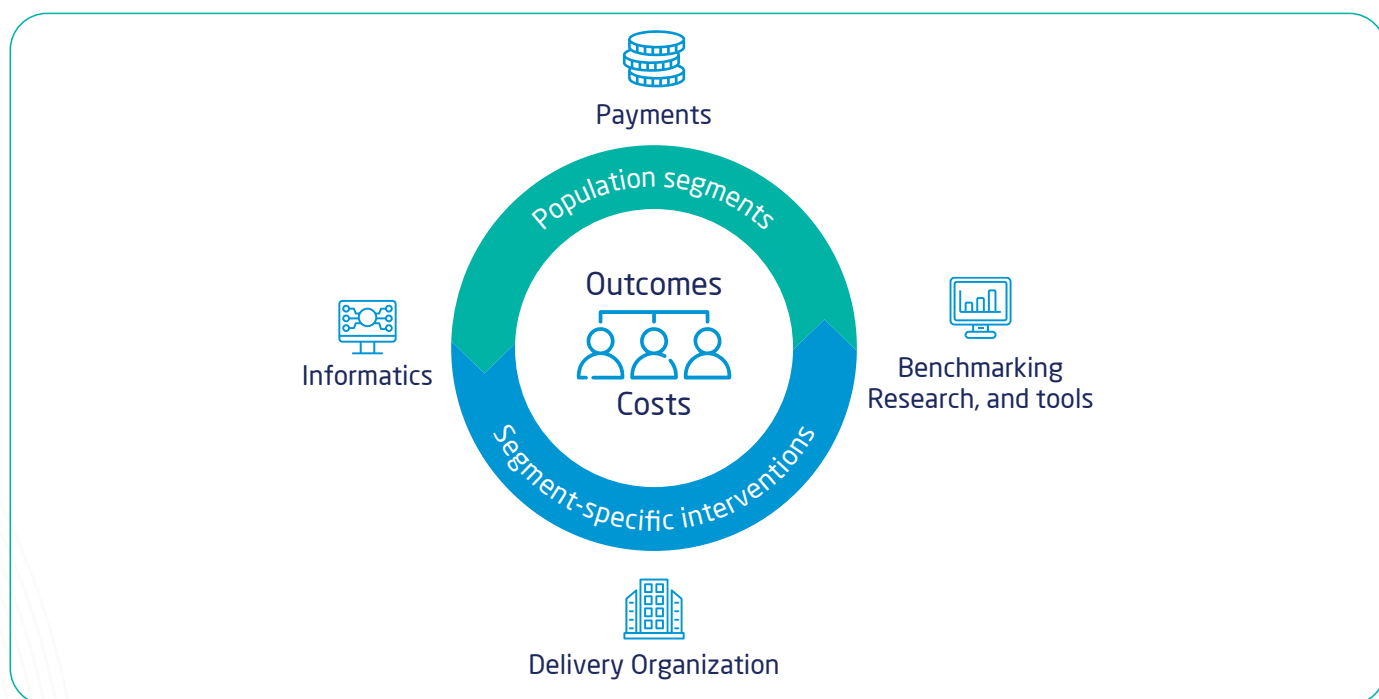 Payments
Population segments
Outcomes
Informatics
Benchmarking
Research, and tools
Costs
Segment-specific interventions
Delivery Organization